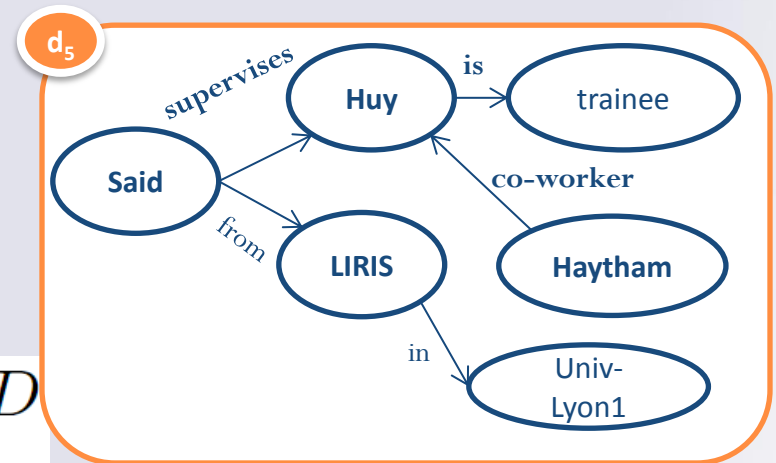 d5
supervises
Huy
is
trainee
Said
co-worker
from
LIRIS
Haytham
in
Univ-
Lyon1
D